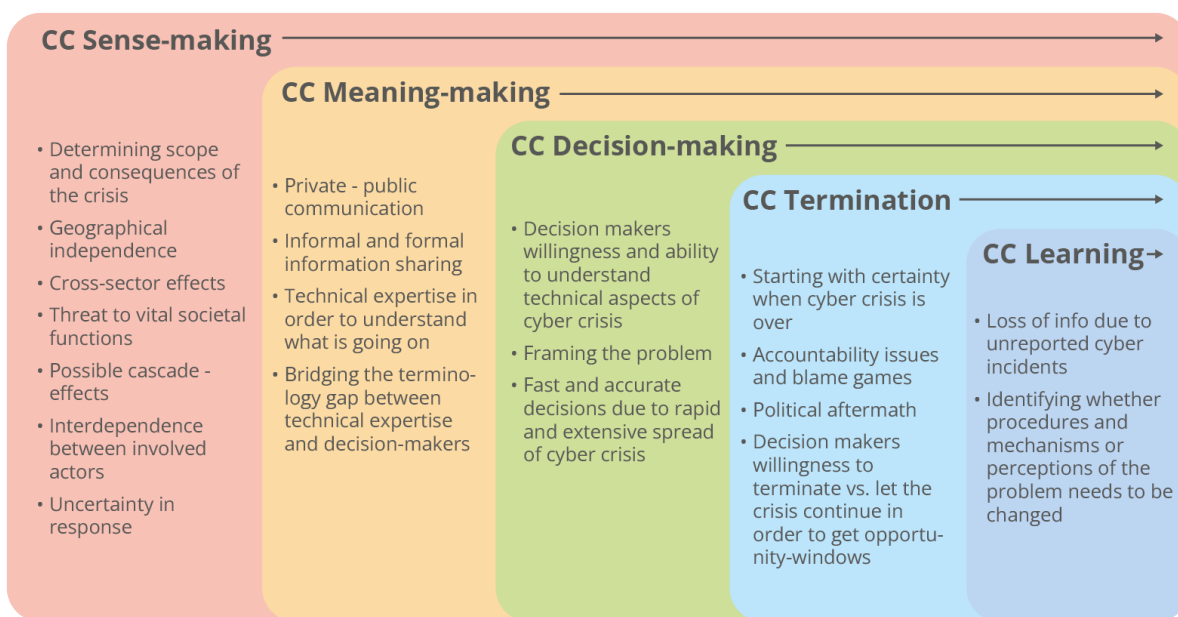 CC Sense-making
• Determining scope
and consequences of
the crisis
• Geographical
independence
• Cross-sector effects
• Threat to vital societal
functions
• Possible cascade -
effects
• Interdependence
between involved
actors
• Uncertainty in
response
CC Meaning-making
• Private - public
communication
• Informal and formal
information sharing
• Technical expertise in
order to understand
what is going on
• Bridging the termino-
logy gap between
technical expertise
and decision-makers
CC Decision-making
• Decision makers
willingness and ability
to understand
technical aspects of
cyber crisis
• Framing the problem
• Fast and accurate
decisions due to rapid
and extensive spread
of cyber crisis
CC Termination
• Starting with certainty
when cyber crisis is
over
• Accountability issues
and blame games
• Political aftermath
• Decision makers
willingness to
terminate vs. let the
crisis continue in
order to get opportu-
nity-windows
CC Learning
• Loss of info due to
unreported cyber
incidents
• Identifying whether
procedures and
mechanisms or
perceptions of the
problem needs to be
changed